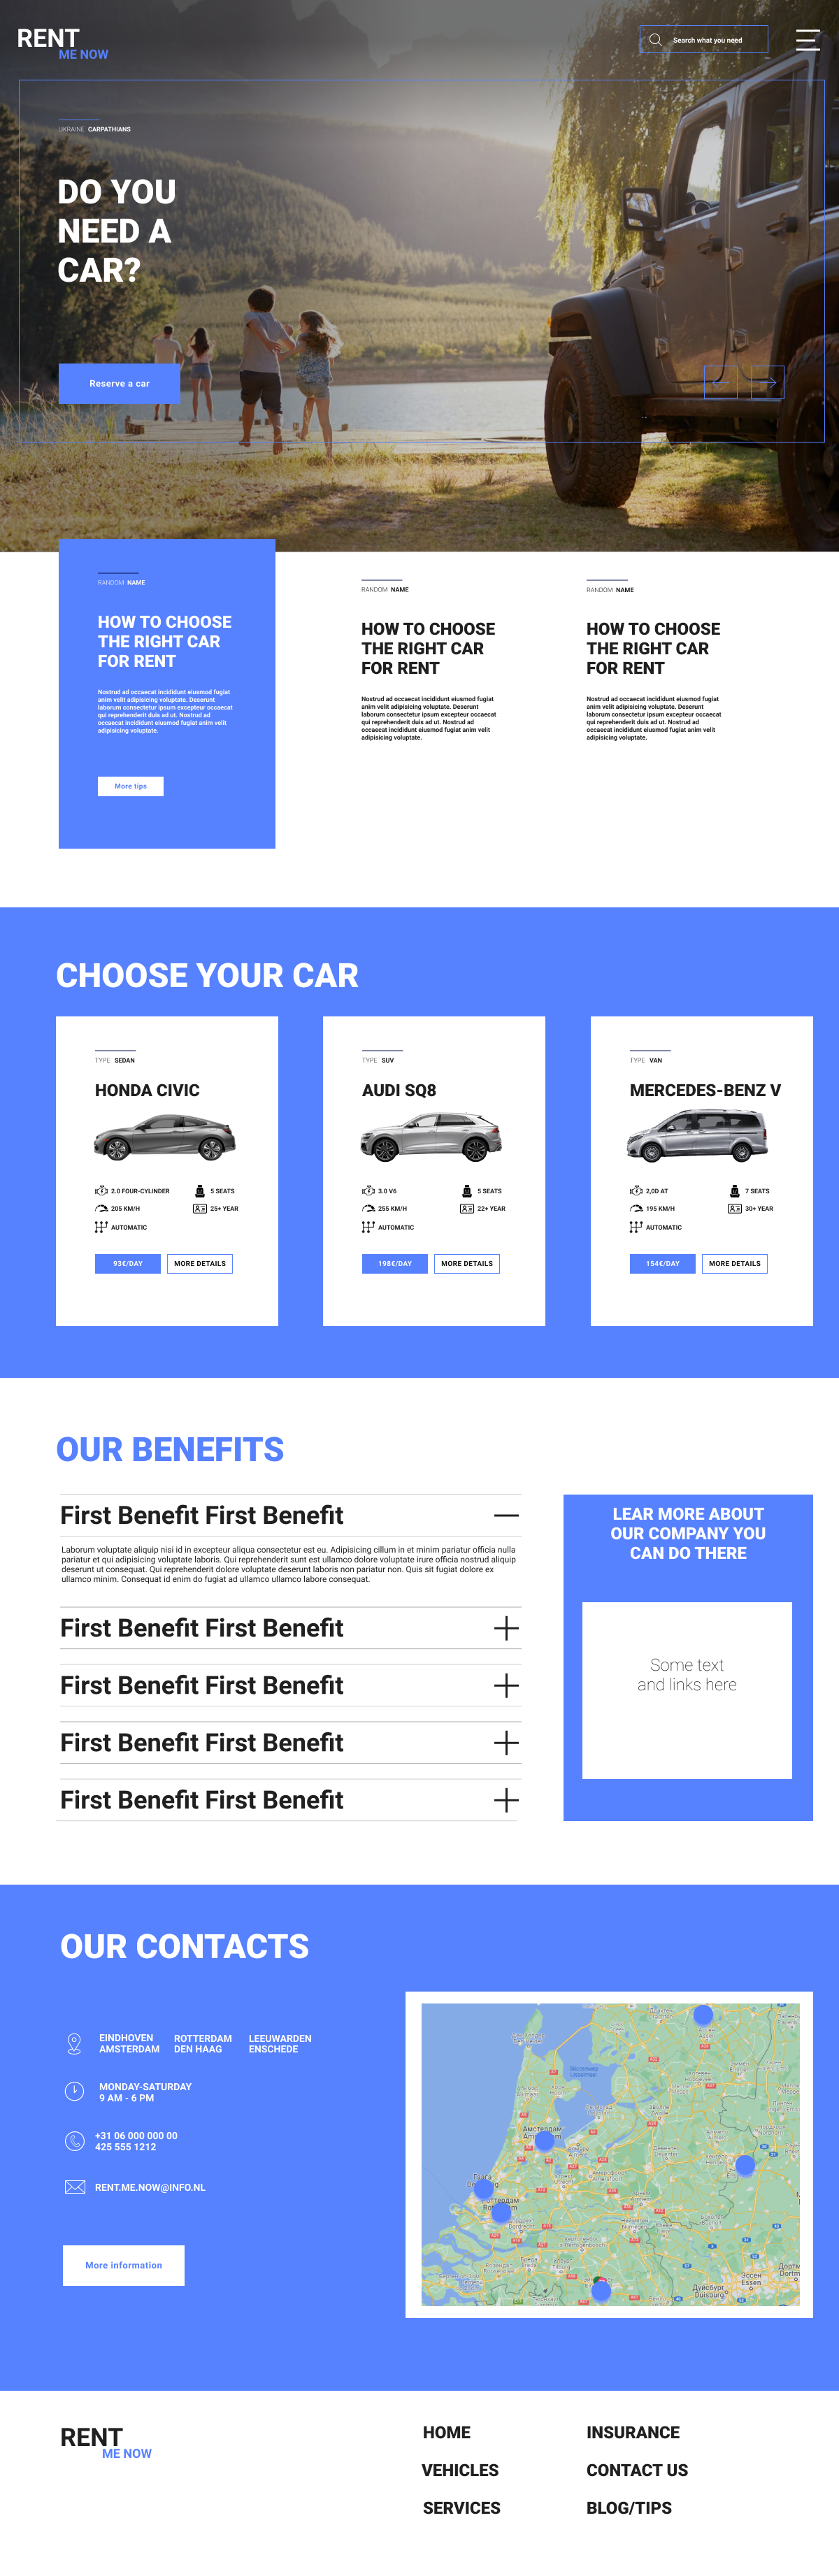 RENT
ME NOW
Search what you need
UKRAINE CARPATHIANS
DO YOU
NEED A
CAR?
Reserve a car
RANDOM NAME
HOW TO CHOOSE
THE RIGHT CAR
FOR RENT
Nostrud ad occaecat incididunt eiusmod fugiat
anim velit adipisicing voluptate. Deserunt
laborum consectetur ipsum excepteur occaecat
qui reprehenderit duis ad ut. Nostrud ad
occaecat incididunt eiusmod fugiat anim velit
adipisicing voluptate.
More tips
RANDOM NAME
HOW TO CHOOSE
THE RIGHT CAR
FOR RENT
Nostrud ad occaecat incididunt eiusmod fugiat
anim velit adipisicing voluptate. Deserunt
laborum consectetur ipsum excepteur occaecat
qui reprehenderit duis ad ut. Nostrud ad
occaecat incididunt eiusmod fugiat anim velit
adipisicing voluptate.
RANDOM NAME
HOW TO CHOOSE
THE RIGHT CAR
FOR RENT
Nostrud ad occaecat incididunt eiusmod fugiat
anim velit adipisicing voluptate. Deserunt
laborum consectetur ipsum excepteur occaecat
qui reprehenderit duis ad ut. Nostrud ad
occaecat incididunt eiusmod fugiat anim velit
adipisicing voluptate.
CHOOSE YOUR CAR
TYPE SEDAN
HONDA CIVIC
2.0 FOUR-CYLINDER 5 SEATS
205 KM/H 25+ YEAR
AUTOMATIC
93€/DAY MORE DETAILS
TYPE SUV
AUDI SQ8
3.0 V6 5 SEATS
255 KM/H 22+ YEAR
AUTOMATIC
198€/DAY MORE DETAILS
TYPE VAN
MERCEDES-BENZ V
2,0D AT 7 SEATS
195 KM/H 30+ YEAR
AUTOMATIC
154€/DAY MORE DETAILS
OUR BENEFITS
First Benefit First Benefit
Laborum voluptate aliquip nisi id in excepteur aliqua consectetur est eu. Adipisicing cillum in et minim pariatur officia nulla
pariatur et qui adipisicing voluptate laboris. Qui reprehenderit sunt est ullamco dolore voluptate irure officia nostrud aliquip
deserunt ut consequat. Qui reprehenderit dolore voluptate deserunt laboris non pariatur non. Quis sit fugiat dolore ex
ullamco minim. Consequat id enim do fugiat ad ullamco ullamco labore consequat.
First Benefit First Benefit
First Benefit First Benefit
First Benefit First Benefit
First Benefit First Benefit
LEAR MORE ABOUT
OUR COMPANY YOU
CAN DO THERE
Some text
and links here
OUR CONTACTS
EINDHOVEN ROTTERDAM LEEUWARDEN
AMSTERDAM DEN HAAG ENSCHEDE
MONDAY-SATURDAY
9 AM - 6 PM
+31 06 000 000 00
425 555 1212
RENT.ME.NOW@INFO.NL
More information
Амстердам
Эссен
Essen
Дуйсбург
Duisburg
RENT
ME NOW
HOME
VEHICLES
SERVICES
INSURANCE
CONTACT US
BLOG/TIPS